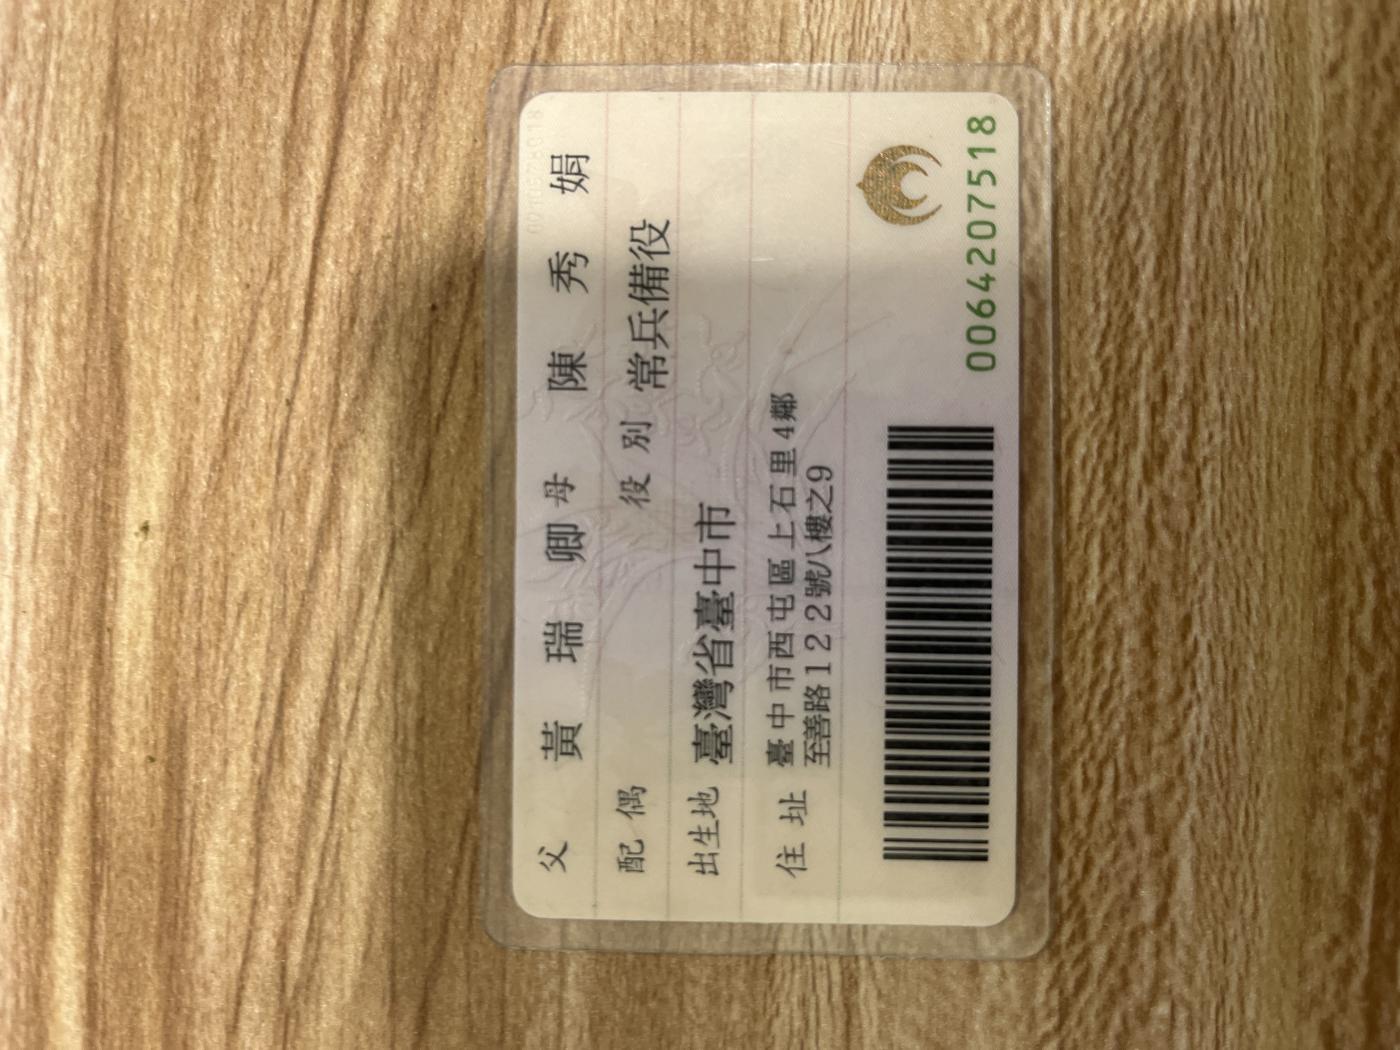 父 黃瑞卿 母 陳秀娟
配偶 役別 常兵備役
出生地 臺灣省臺中市
住址 臺中市西屯區上石里4鄰
至善路122號八樓之9
0064207518